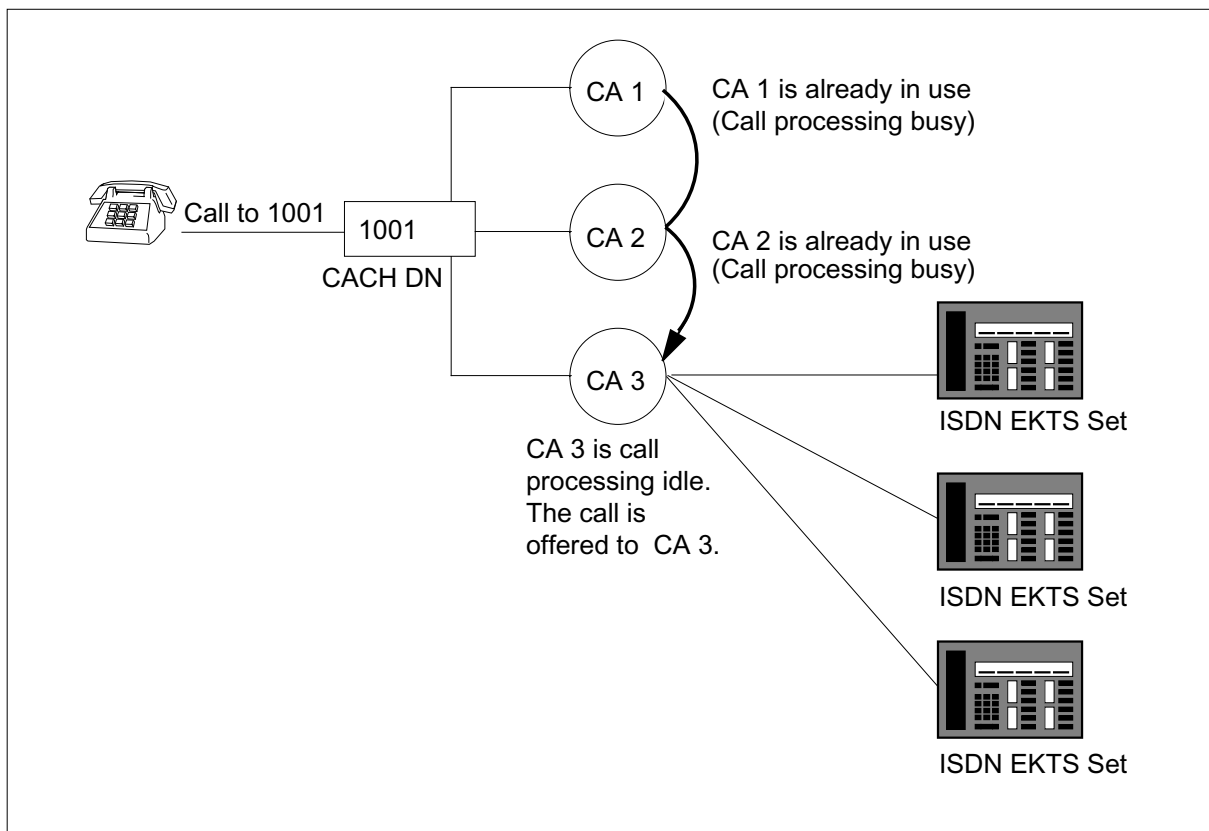 CA 1
CA 1 is already in use
(Call processing busy)
Call to 1001
1001
CACH DN
CA 2
CA 2 is already in use
(Call processing busy)
CA 3
CA 3 is call
processing idle.
The call is
offered to CA 3.
ISDN EKTS Set
ISDN EKTS Set
ISDN EKTS Set